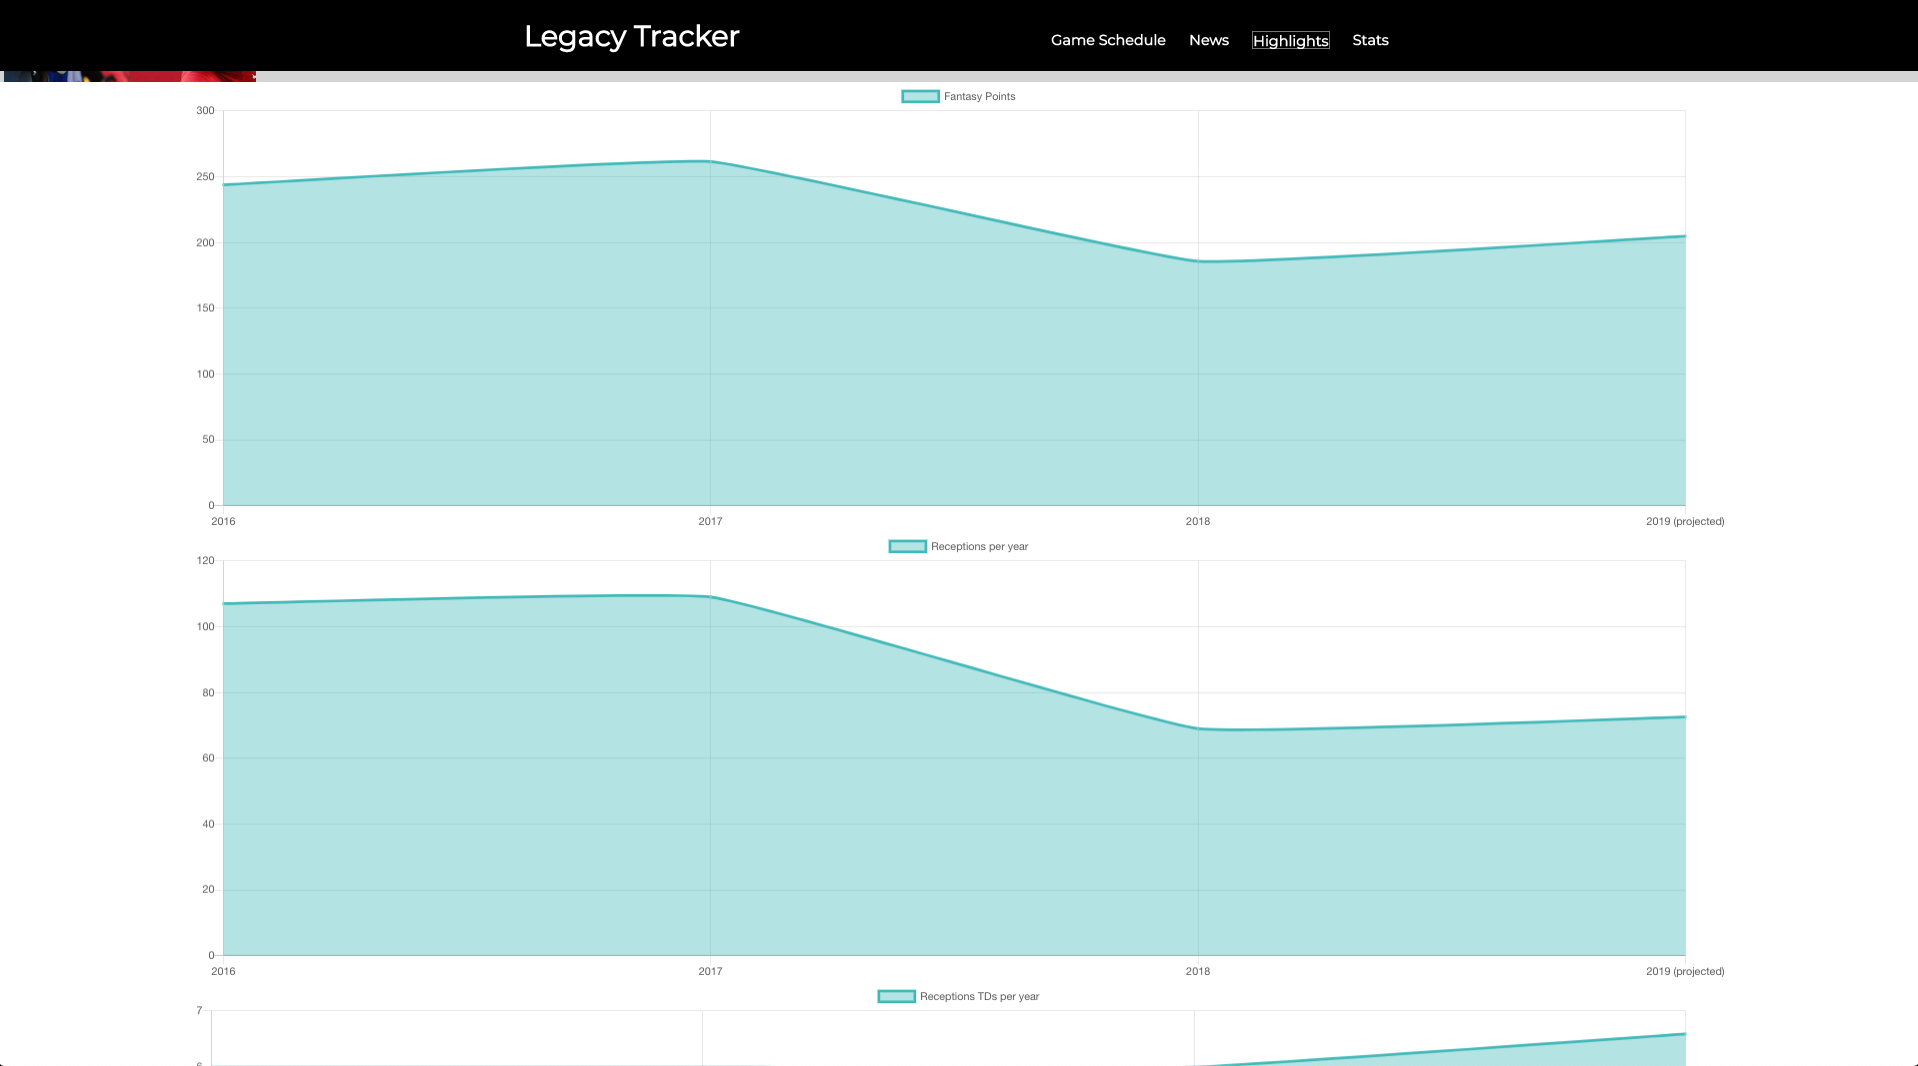 Legacy Tracker
Game Schedule News Highlights Stats
Fantasy Points
300
250
200
150
100
50
0
2016 2017 2018 2019 (projected)
Receptions per year
120
100
80
60
40
20
0
2016 2017 2018 2019 (projected)
Receptions TDs per year
7
6